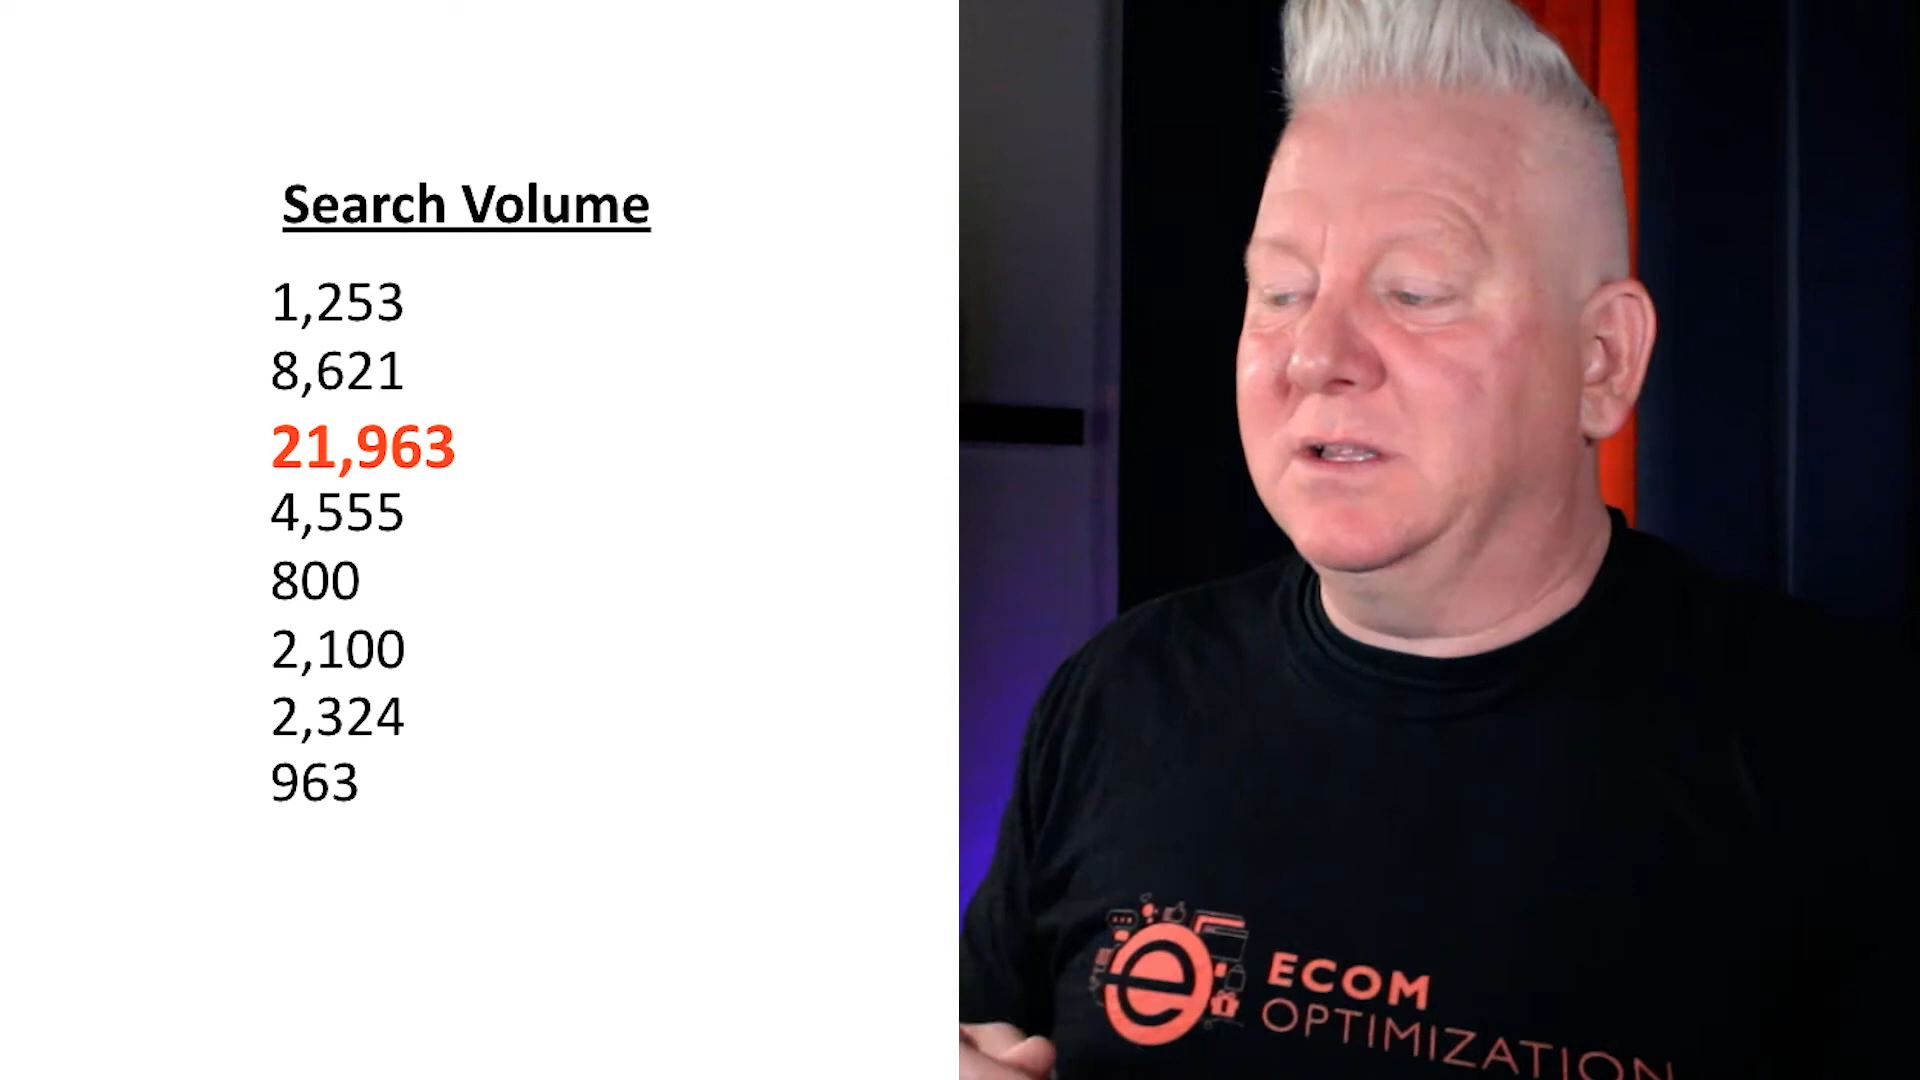 Search Volume
1,253
8,621
21,963
4,555
800
2,100
2,324
963
e
ECOM
OPTIMIZATION